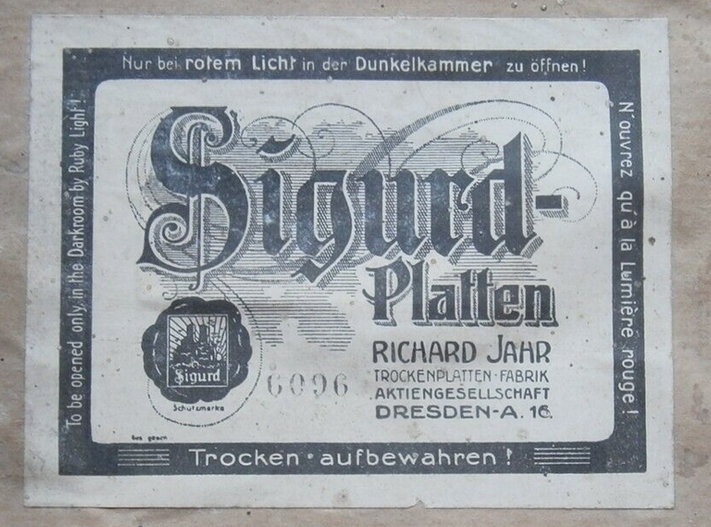 Nur bei rotem Licht in der Dunkelkammer zu öffnen!
To be opened only, in the Darkroom by Ruby Light!
N'ouvrez qu'à la Lumière rouge!
Sigurd-
Platten
RICHARD JAHR
TROCKENPLATTEN-FABRIK
AKTIENGESELLSCHAFT
DRESDEN-A. 16.
Sigurd
Schutzmarke
6096
Trocken · aufbewahren!